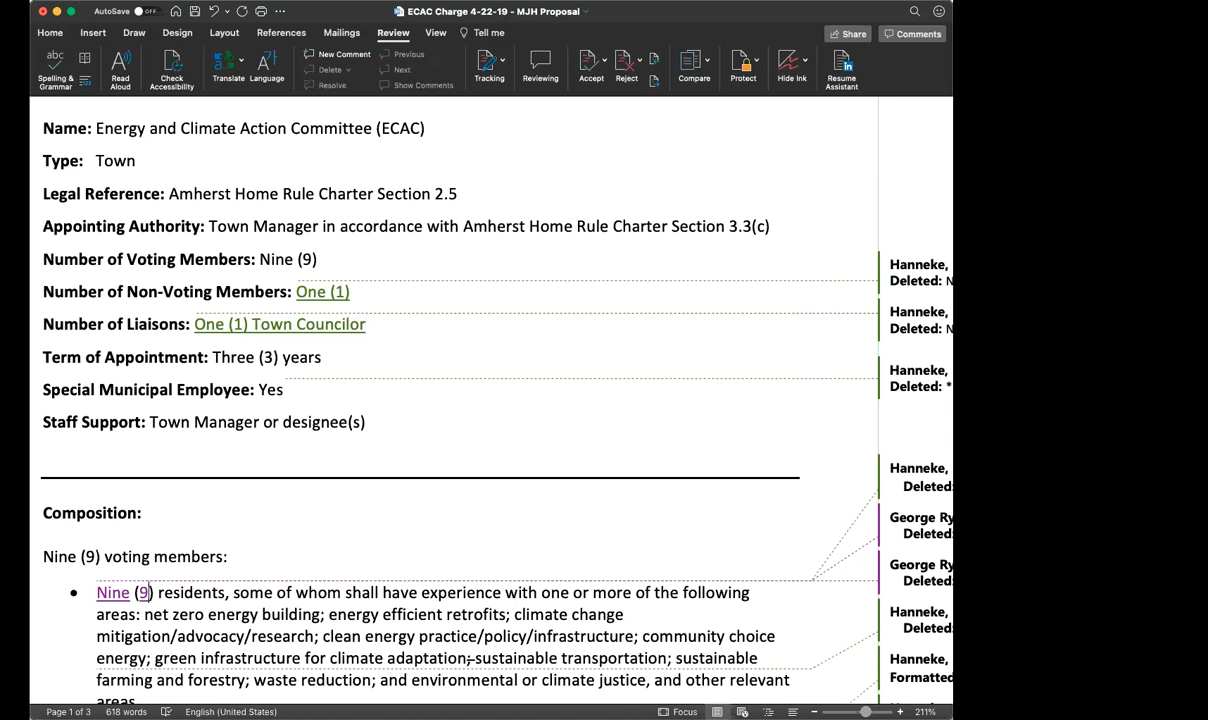 AutoSave OFF
ECAC Charge 4-22-19 - MJH Proposal
Home Insert Draw Design Layout References Mailings Review View Tell me
Share Comments
Spelling & Grammar
Read Aloud
Check Accessibility
Translate Language
New Comment
Delete
Resolve
Previous
Next
Show Comments
Tracking
Reviewing
Accept Reject
Compare
Protect
Hide Ink
Resume Assistant
Name: Energy and Climate Action Committee (ECAC)
Type: Town
Legal Reference: Amherst Home Rule Charter Section 2.5
Appointing Authority: Town Manager in accordance with Amherst Home Rule Charter Section 3.3(c)
Number of Voting Members: Nine (9)
Number of Non-Voting Members: One (1)
Number of Liaisons: One (1) Town Councilor
Term of Appointment: Three (3) years
Special Municipal Employee: Yes
Staff Support: Town Manager or designee(s)
Composition:
Nine (9) voting members:
• Nine (9) residents, some of whom shall have experience with one or more of the following
areas: net zero energy building; energy efficient retrofits; climate change
mitigation/advocacy/research; clean energy practice/policy/infrastructure; community choice
energy; green infrastructure for climate adaptation; sustainable transportation; sustainable
farming and forestry; waste reduction; and environmental or climate justice, and other relevant
areas
Hanneke,
Deleted: N
Hanneke,
Deleted: N
Hanneke,
Deleted: *
Hanneke,
Deleted:
George Ry
Deleted:
George Ry
Deleted:
Hanneke,
Deleted:
Hanneke,
Formatted
Page 1 of 3 618 words English (United States) Focus 211%